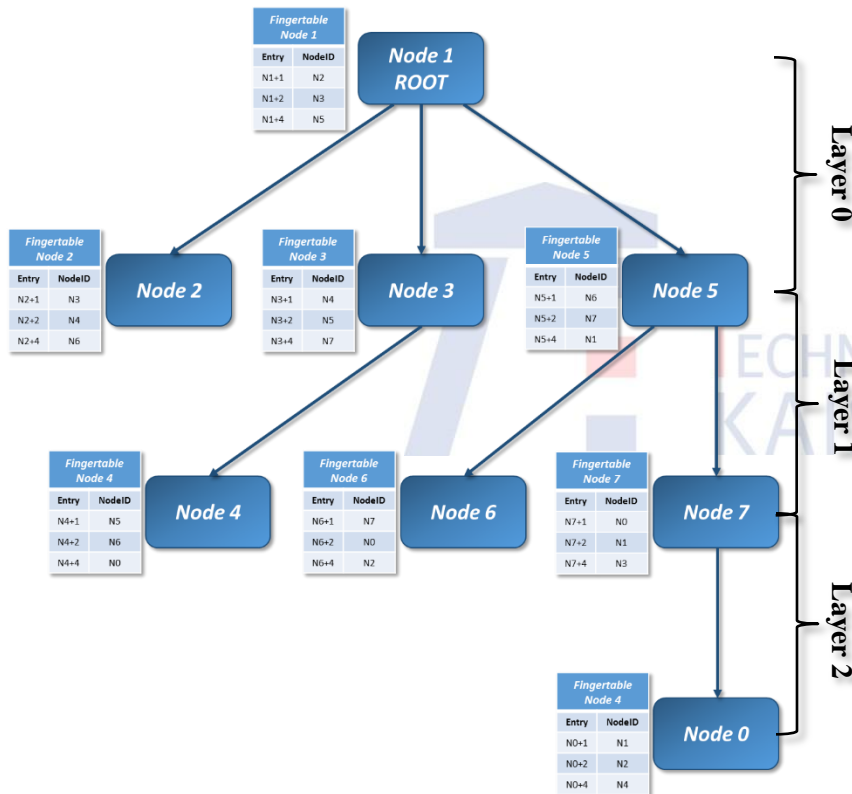 Fingertable
Node 1
Entry NodeID
N1+1 N2
N1+2 N3
N1+4 N5
Node 1
ROOT
Layer 0
Fingertable
Node 2
Entry NodeID
N2+1 N3
N2+2 N4
N2+4 N6
Node 2
Fingertable
Node 3
Entry NodeID
N3+1 N4
N3+2 N5
N3+4 N7
Node 3
Fingertable
Node 5
Entry NodeID
N5+1 N6
N5+2 N7
N5+4 N1
Node 5
TECHN
KA
Layer 1
Fingertable
Node 4
Entry NodeID
N4+1 N5
N4+2 N6
N4+4 N0
Node 4
Fingertable
Node 6
Entry NodeID
N6+1 N7
N6+2 N0
N6+4 N2
Node 6
Fingertable
Node 7
Entry NodeID
N7+1 N0
N7+2 N1
N7+4 N3
Node 7
Layer 2
Fingertable
Node 4
Entry NodeID
N0+1 N1
N0+2 N2
N0+4 N4
Node 0